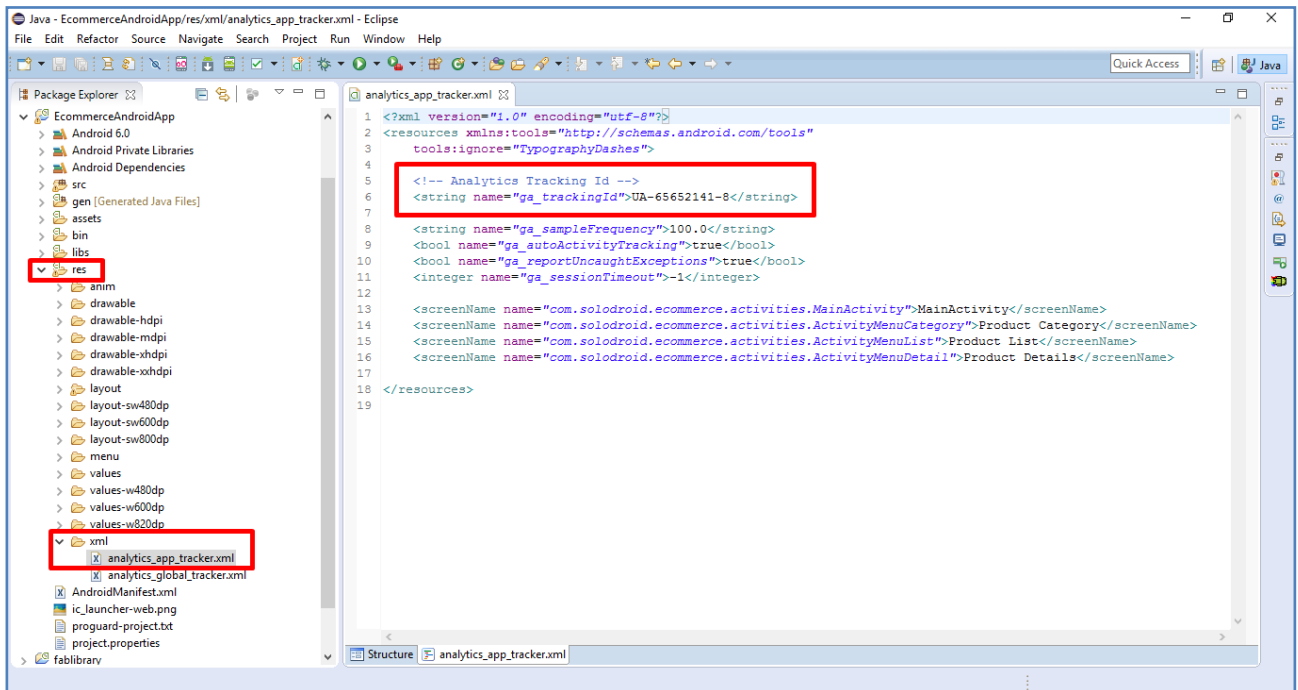 Java - EcommerceAndroidApp/res/xml/analytics_app_tracker.xml - Eclipse
File Edit Refactor Source Navigate Search Project Run Window Help
Quick Access
Java
Package Explorer
EcommerceAndroidApp
Android 6.0
Android Private Libraries
Android Dependencies
src
gen [Generated Java Files]
assets
bin
libs
res
anim
drawable
drawable-hdpi
drawable-mdpi
drawable-xhdpi
drawable-xxhdpi
layout
layout-sw480dp
layout-sw600dp
layout-sw800dp
menu
values
values-w480dp
values-w600dp
values-w820dp
xml
analytics_app_tracker.xml
analytics_global_tracker.xml
AndroidManifest.xml
ic_launcher-web.png
proguard-project.txt
project.properties
fablibrary
analytics_app_tracker.xml
1 <?xml version="1.0" encoding="utf-8"?>
2 <resources xmlns:tools="http://schemas.android.com/tools"
3     tools:ignore="TypographyDashes">
4
5     <!-- Analytics Tracking Id -->
6     <string name="ga_trackingId">UA-65652141-8</string>
7
8     <string name="ga_sampleFrequency">100.0</string>
9     <bool name="ga_autoActivityTracking">true</bool>
10     <bool name="ga_reportUncaughtExceptions">true</bool>
11     <integer name="ga_sessionTimeout">-1</integer>
12
13     <screenName name="com.solodroid.ecommerce.activities.MainActivity">MainActivity</screenName>
14     <screenName name="com.solodroid.ecommerce.activities.ActivityMenuCategory">Product Category</screenName>
15     <screenName name="com.solodroid.ecommerce.activities.ActivityMenuList">Product List</screenName>
16     <screenName name="com.solodroid.ecommerce.activities.ActivityMenuDetail">Product Details</screenName>
17
18 </resources>
19
Structure analytics_app_tracker.xml